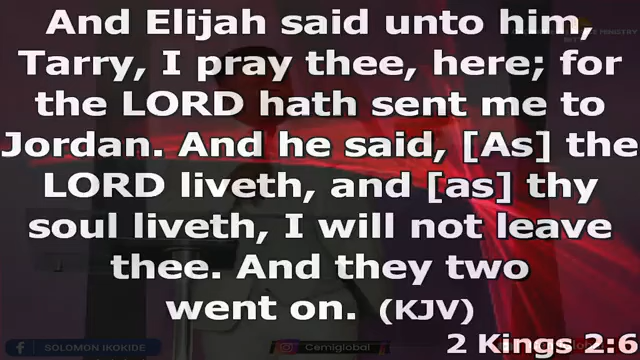 And Elijah said unto him,
Tarry, I pray thee, here; for
the LORD hath sent me to
Jordan. And he said, [As] the
LORD liveth, and [as] thy
soul liveth, I will not leave
thee. And they two
went on. (KJV)
2 Kings 2:6
SOLOMON IKOKIDE
Cemiglobal